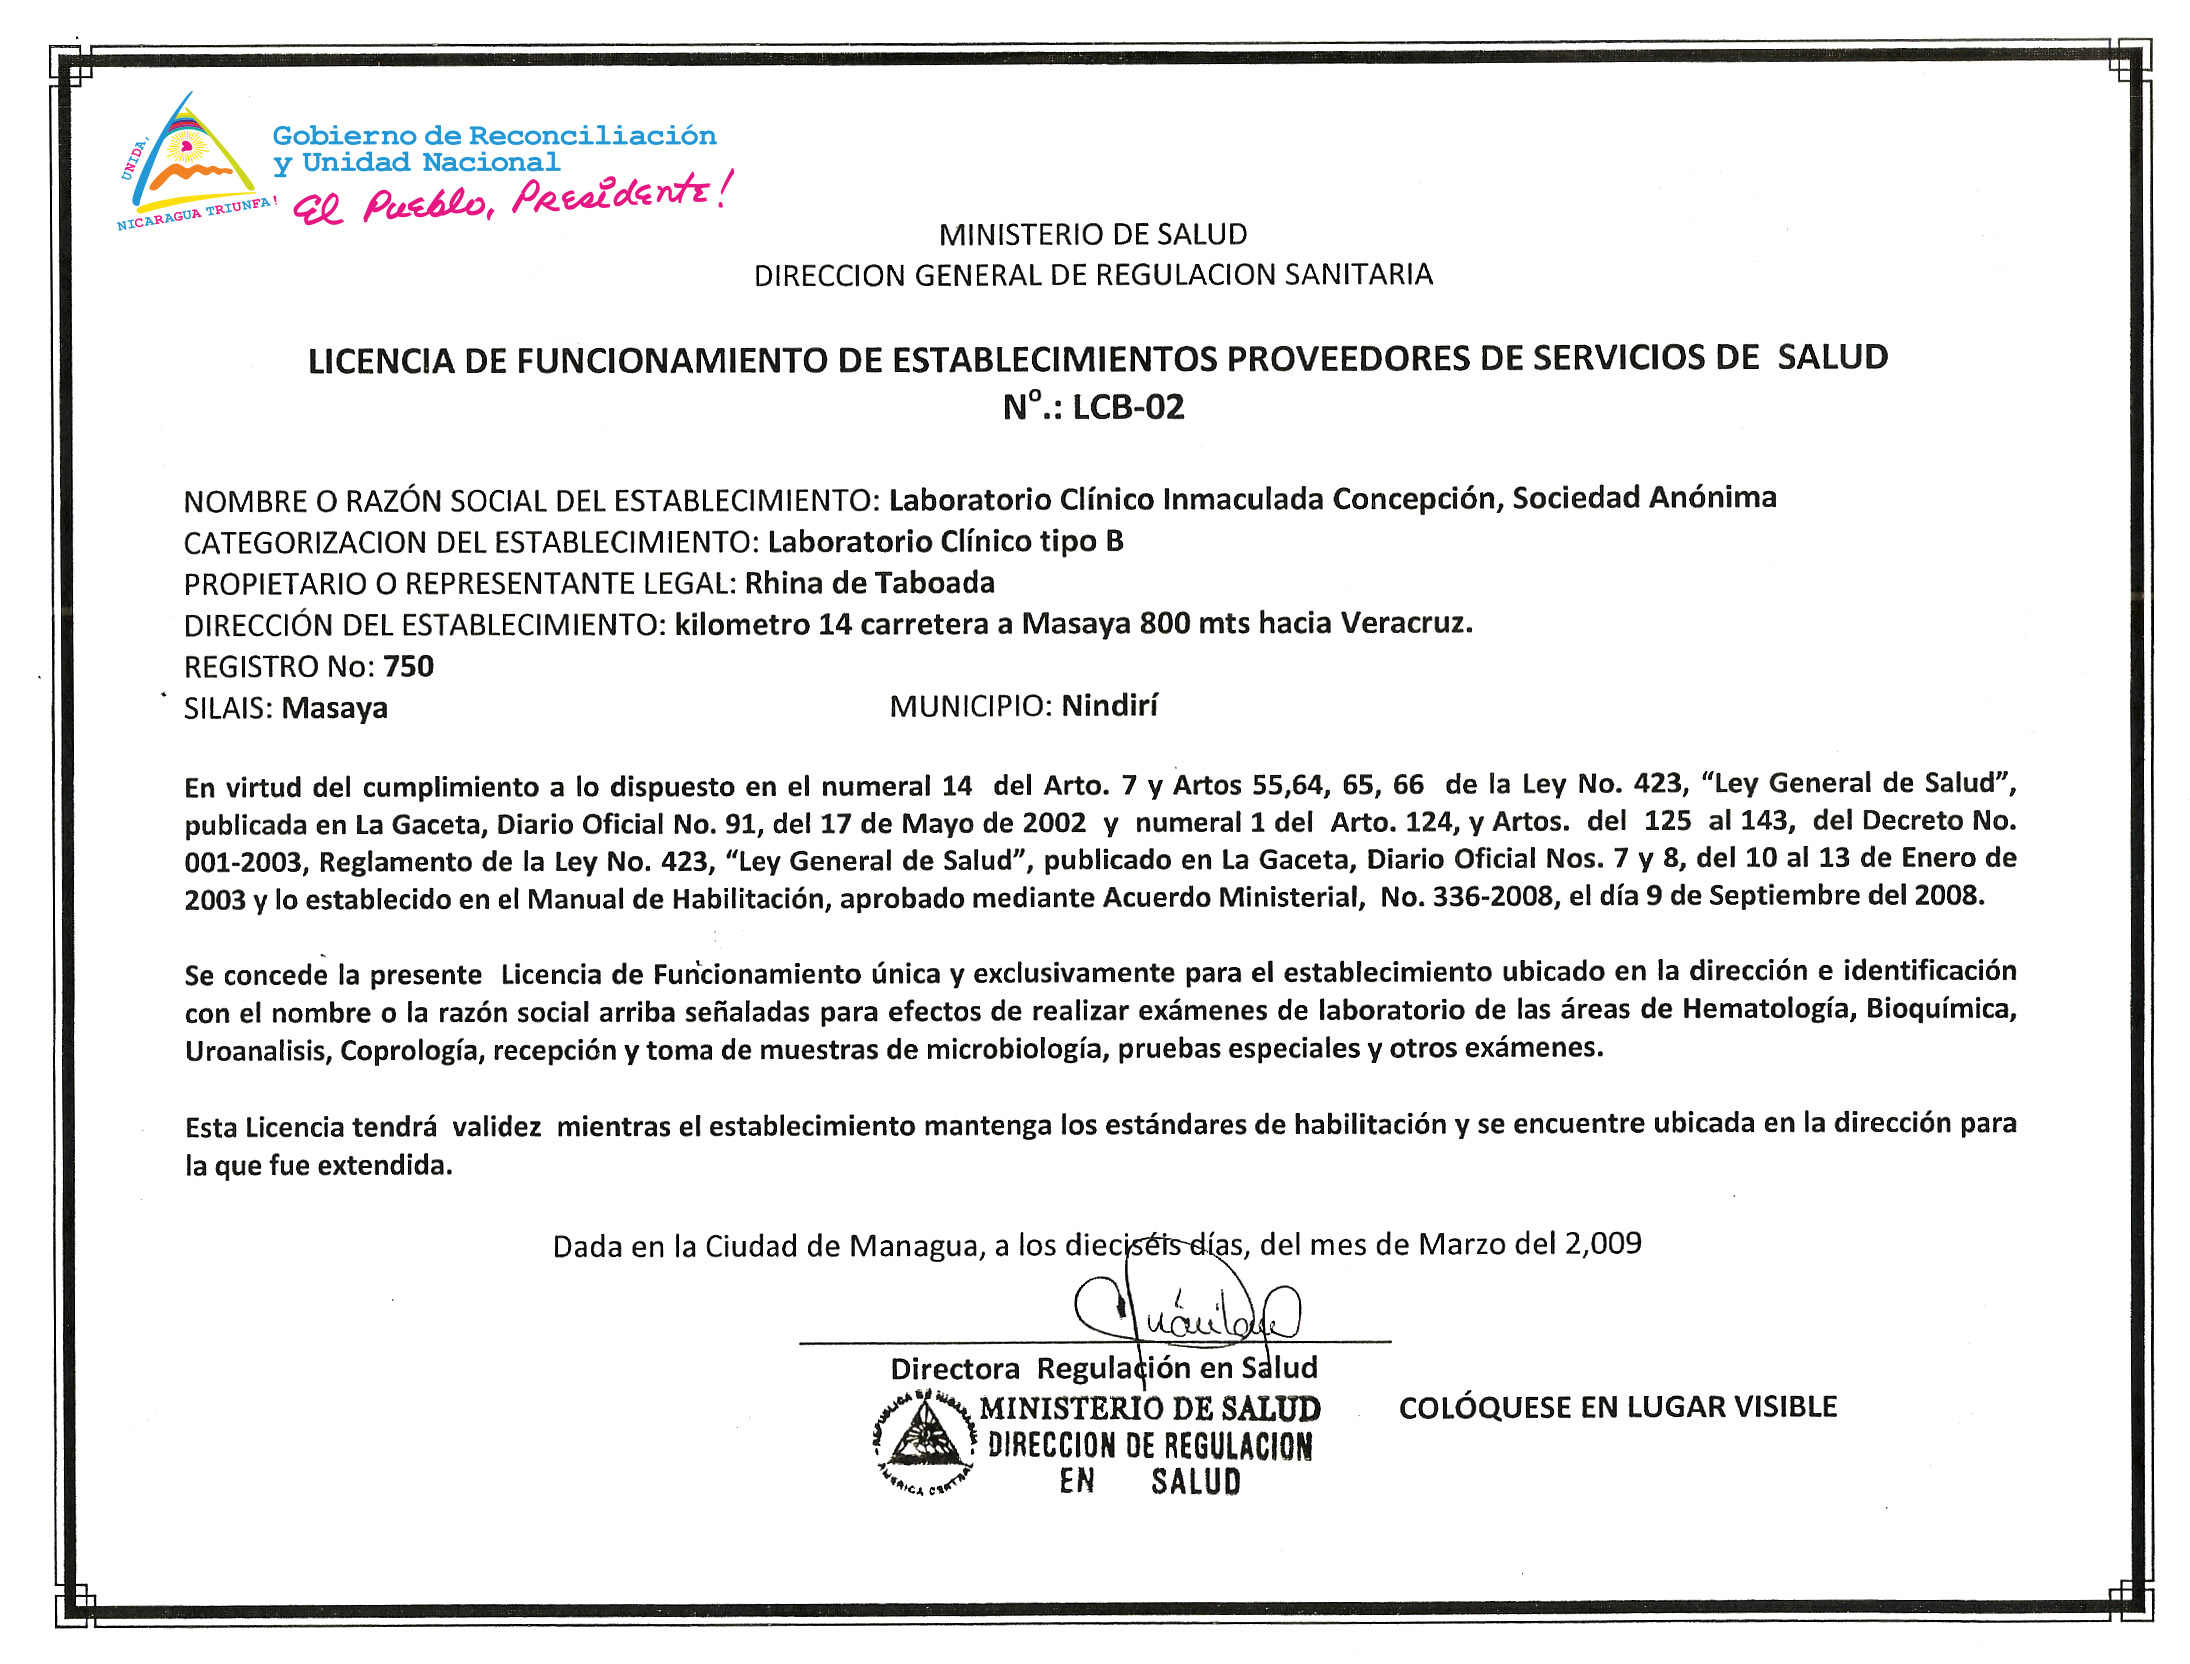 UNIDA,
NICARAGUA TRIUNFA!
Gobierno de Reconciliación
y Unidad Nacional
El Pueblo, Presidente!
MINISTERIO DE SALUD
DIRECCION GENERAL DE REGULACION SANITARIA
LICENCIA DE FUNCIONAMIENTO DE ESTABLECIMIENTOS PROVEEDORES DE SERVICIOS DE SALUD
Nº.: LCB-02
NOMBRE O RAZÓN SOCIAL DEL ESTABLECIMIENTO: Laboratorio Clínico Inmaculada Concepción, Sociedad Anónima
CATEGORIZACION DEL ESTABLECIMIENTO: Laboratorio Clínico tipo B
PROPIETARIO O REPRESENTANTE LEGAL: Rhina de Taboada
DIRECCIÓN DEL ESTABLECIMIENTO: kilometro 14 carretera a Masaya 800 mts hacia Veracruz.
REGISTRO No: 750
SILAIS: Masaya MUNICIPIO: Nindirí
En virtud del cumplimiento a lo dispuesto en el numeral 14 del Arto. 7 y Artos 55,64, 65, 66 de la Ley No. 423, “Ley General de Salud”,
publicada en La Gaceta, Diario Oficial No. 91, del 17 de Mayo de 2002 y numeral 1 del Arto. 124, y Artos. del 125 al 143, del Decreto No.
001-2003, Reglamento de la Ley No. 423, “Ley General de Salud”, publicado en La Gaceta, Diario Oficial Nos. 7 y 8, del 10 al 13 de Enero de
2003 y lo establecido en el Manual de Habilitación, aprobado mediante Acuerdo Ministerial, No. 336-2008, el día 9 de Septiembre del 2008.
Se concede la presente Licencia de Funcionamiento única y exclusivamente para el establecimiento ubicado en la dirección e identificación
con el nombre o la razón social arriba señaladas para efectos de realizar exámenes de laboratorio de las áreas de Hematología, Bioquímica,
Uroanalisis, Coprología, recepción y toma de muestras de microbiología, pruebas especiales y otros exámenes.
Esta Licencia tendrá validez mientras el establecimiento mantenga los estándares de habilitación y se encuentre ubicada en la dirección para
la que fue extendida.
Dada en la Ciudad de Managua, a los dieciséis días, del mes de Marzo del 2,009
Directora Regulación en Salud
REPUBLICA DE NICARAGUA
AMERICA CENTRAL
MINISTERIO DE SALUD
DIRECCION DE REGULACION
EN SALUD
COLÓQUESE EN LUGAR VISIBLE